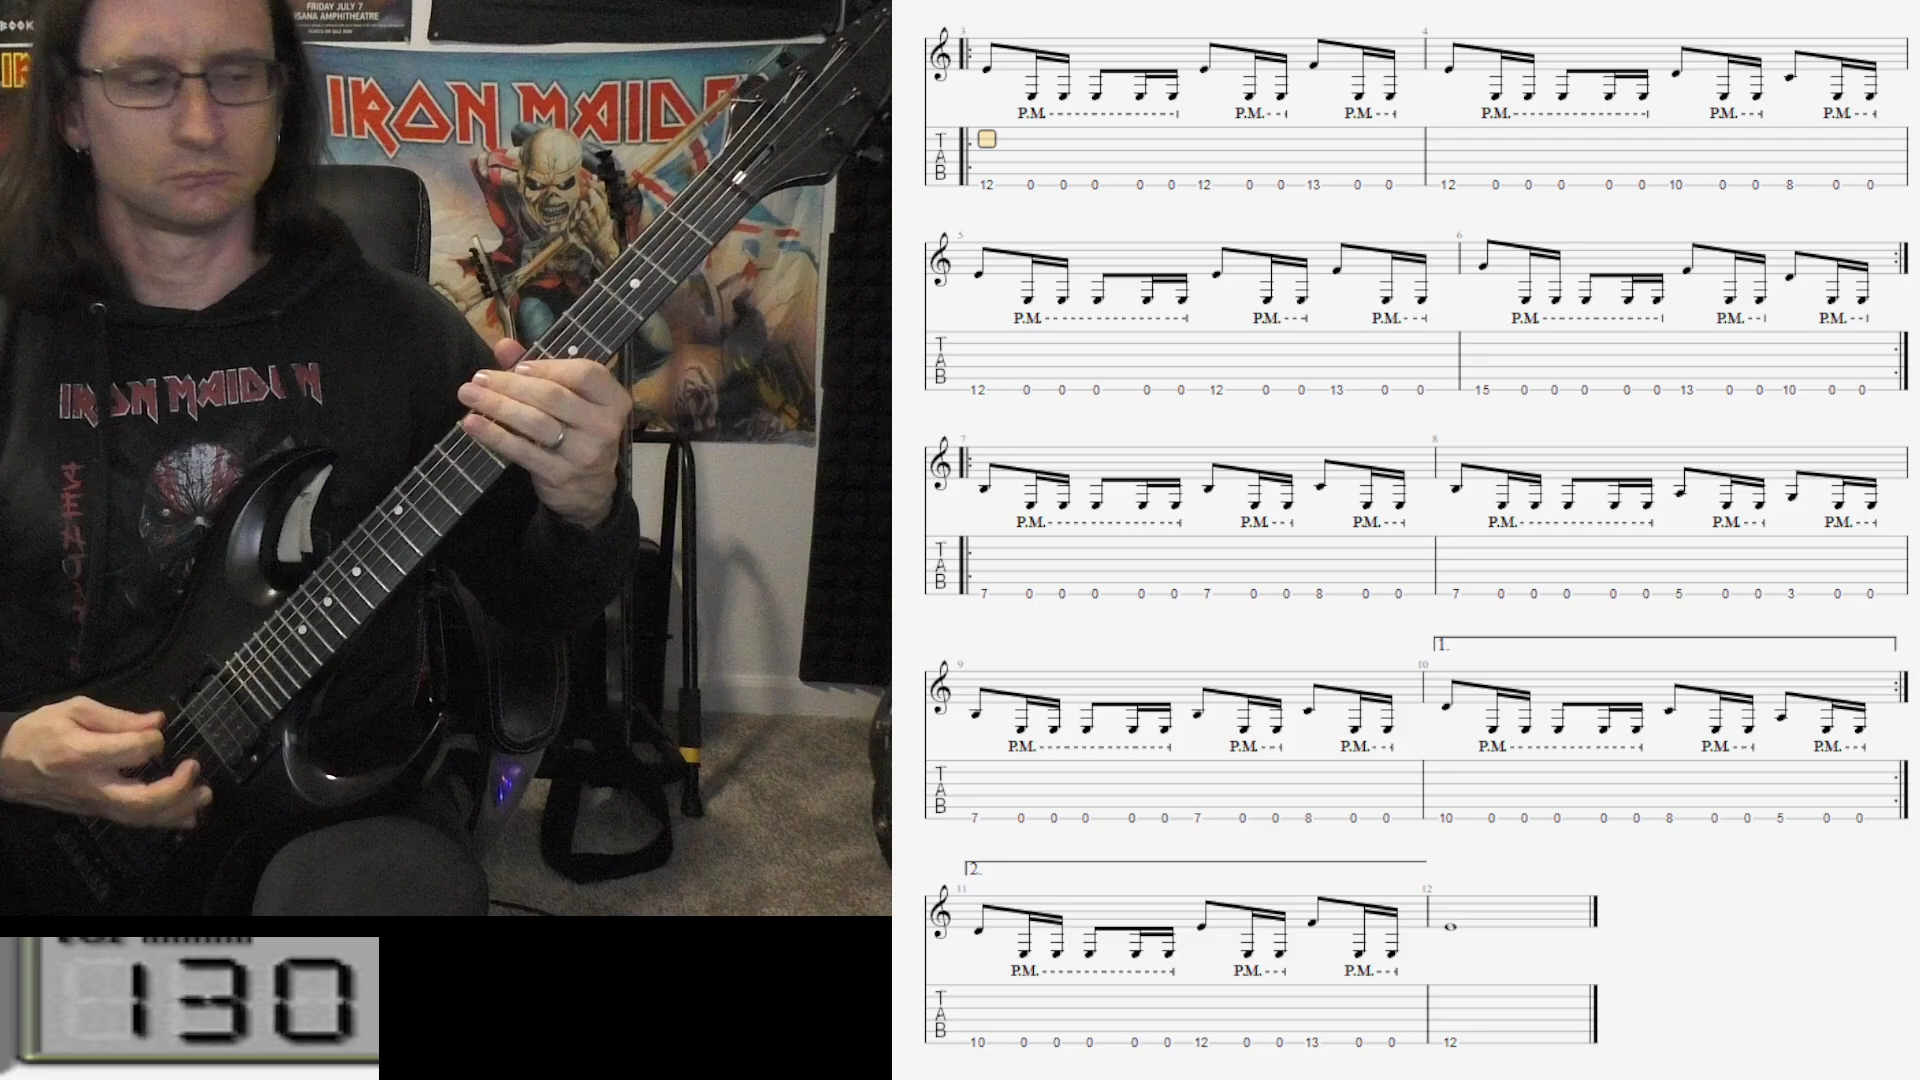 BOOK
FRIDAY JULY 7
TICKETS ON SALE NOW
IRON MAIDE
IRON MAIDEN
130
3
4
P.M. P.M. P.M. P.M. P.M. P.M.
T
A
B
12 0 0 0 0 0 12 0 0 13 0 0 12 0 0 0 0 0 10 0 0 8 0 0
5
6
P.M. P.M. P.M. P.M. P.M. P.M.
T
A
B
12 0 0 0 0 0 12 0 0 13 0 0 15 0 0 0 0 0 13 0 0 10 0 0
7
8
P.M. P.M. P.M. P.M. P.M. P.M.
T
A
B
7 0 0 0 0 0 7 0 0 8 0 0 7 0 0 0 0 0 5 0 0 3 0 0
1.
9
10
P.M. P.M. P.M. P.M. P.M. P.M.
T
A
B
7 0 0 0 0 0 7 0 0 8 0 0 10 0 0 0 0 0 8 0 0 5 0 0
2.
11
12
P.M. P.M. P.M.
T
A
B
10 0 0 0 0 0 12 0 0 13 0 0 12